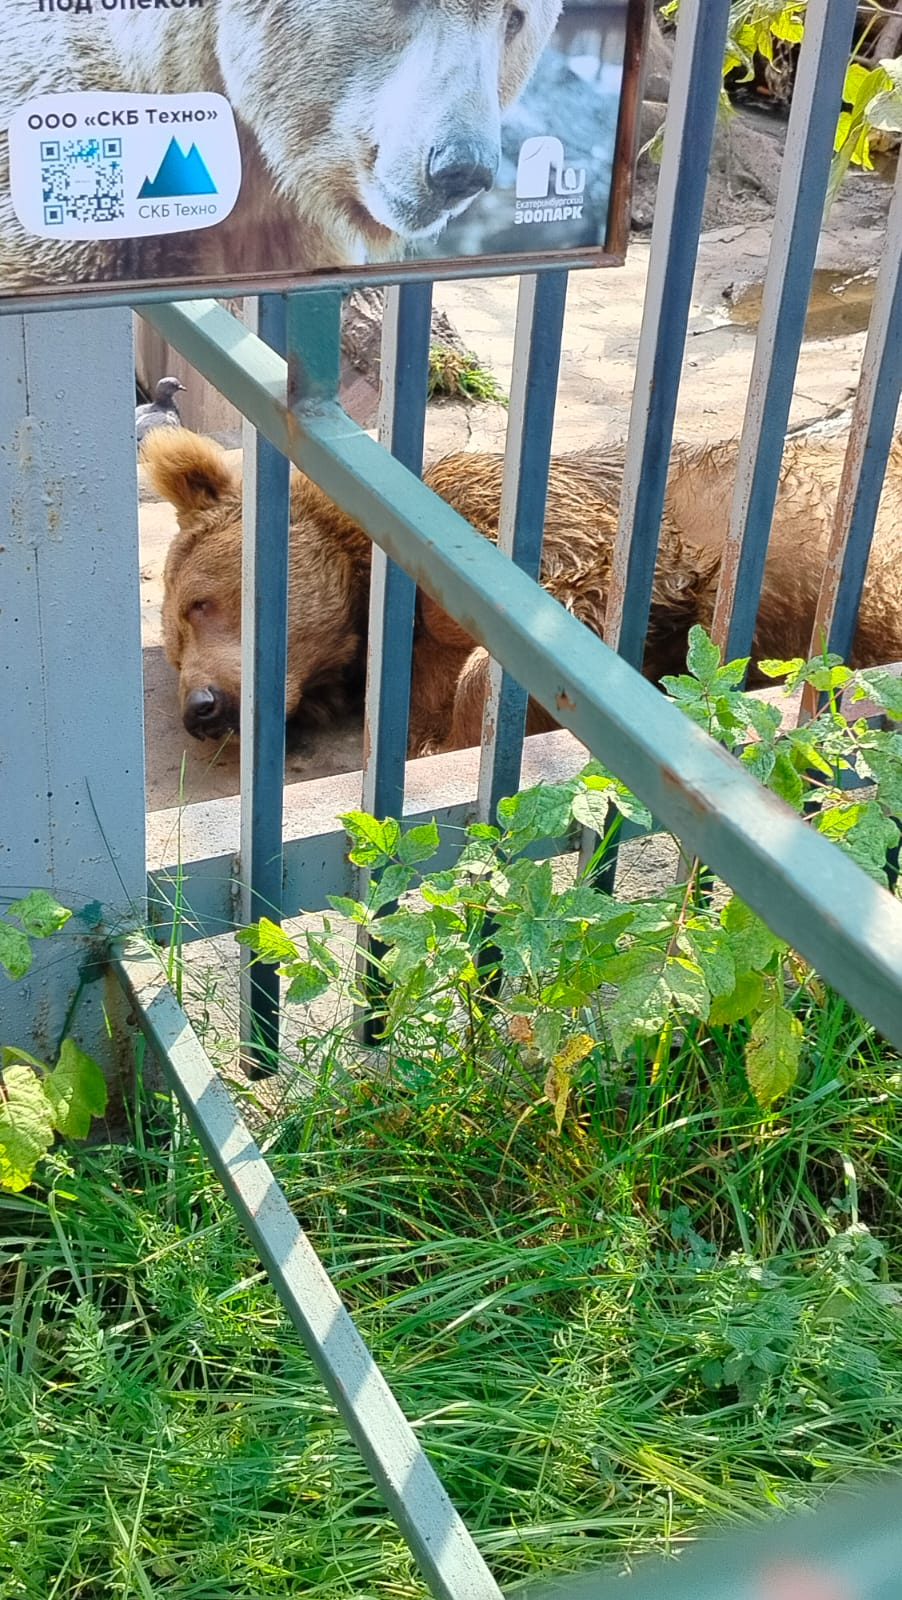 под опекой
ООО «СКБ Техно»
СКБ Техно
Екатеринбургский
ЗООПАРК